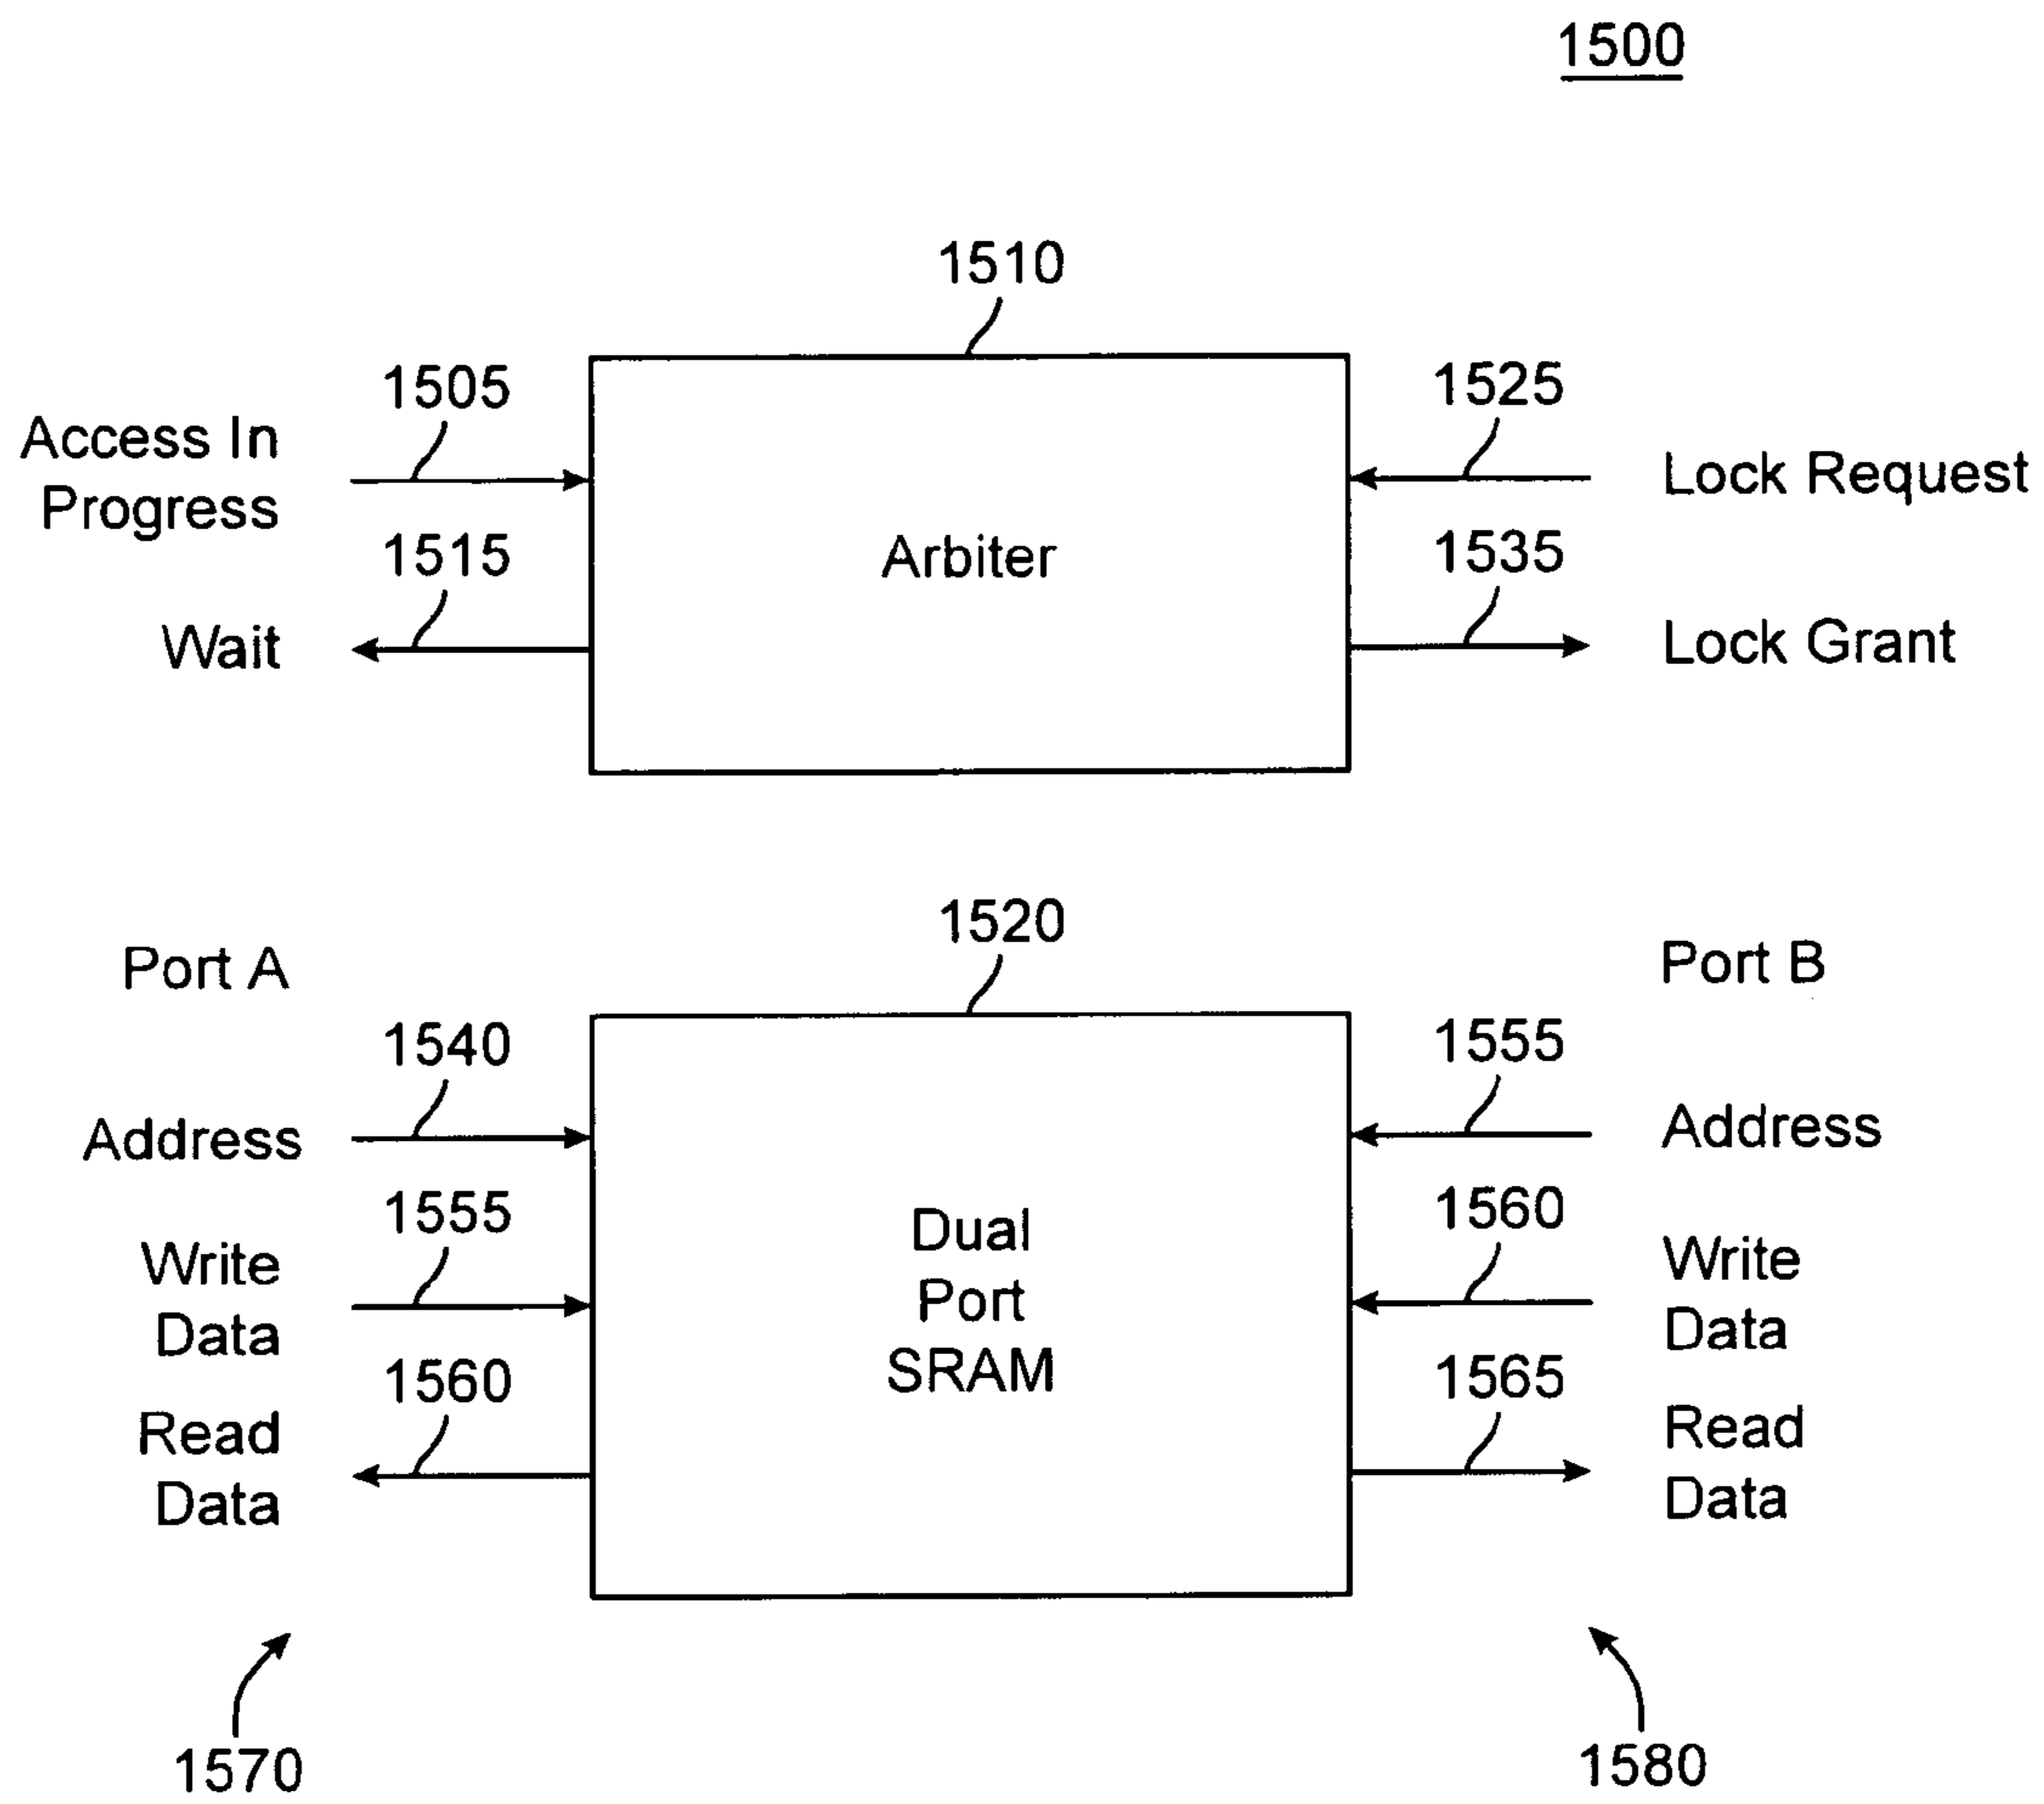 1500
1510
1505
1525
Access In
Progress
Lock Request
1515
1535
Arbiter
Wait
Lock Grant
1520
Port A
Port B
1540
1555
Address
Address
1555
1560
Write
Data
Dual
Port
SRAM
Write
Data
1560
1565
Read
Data
Read
Data
1570
1580